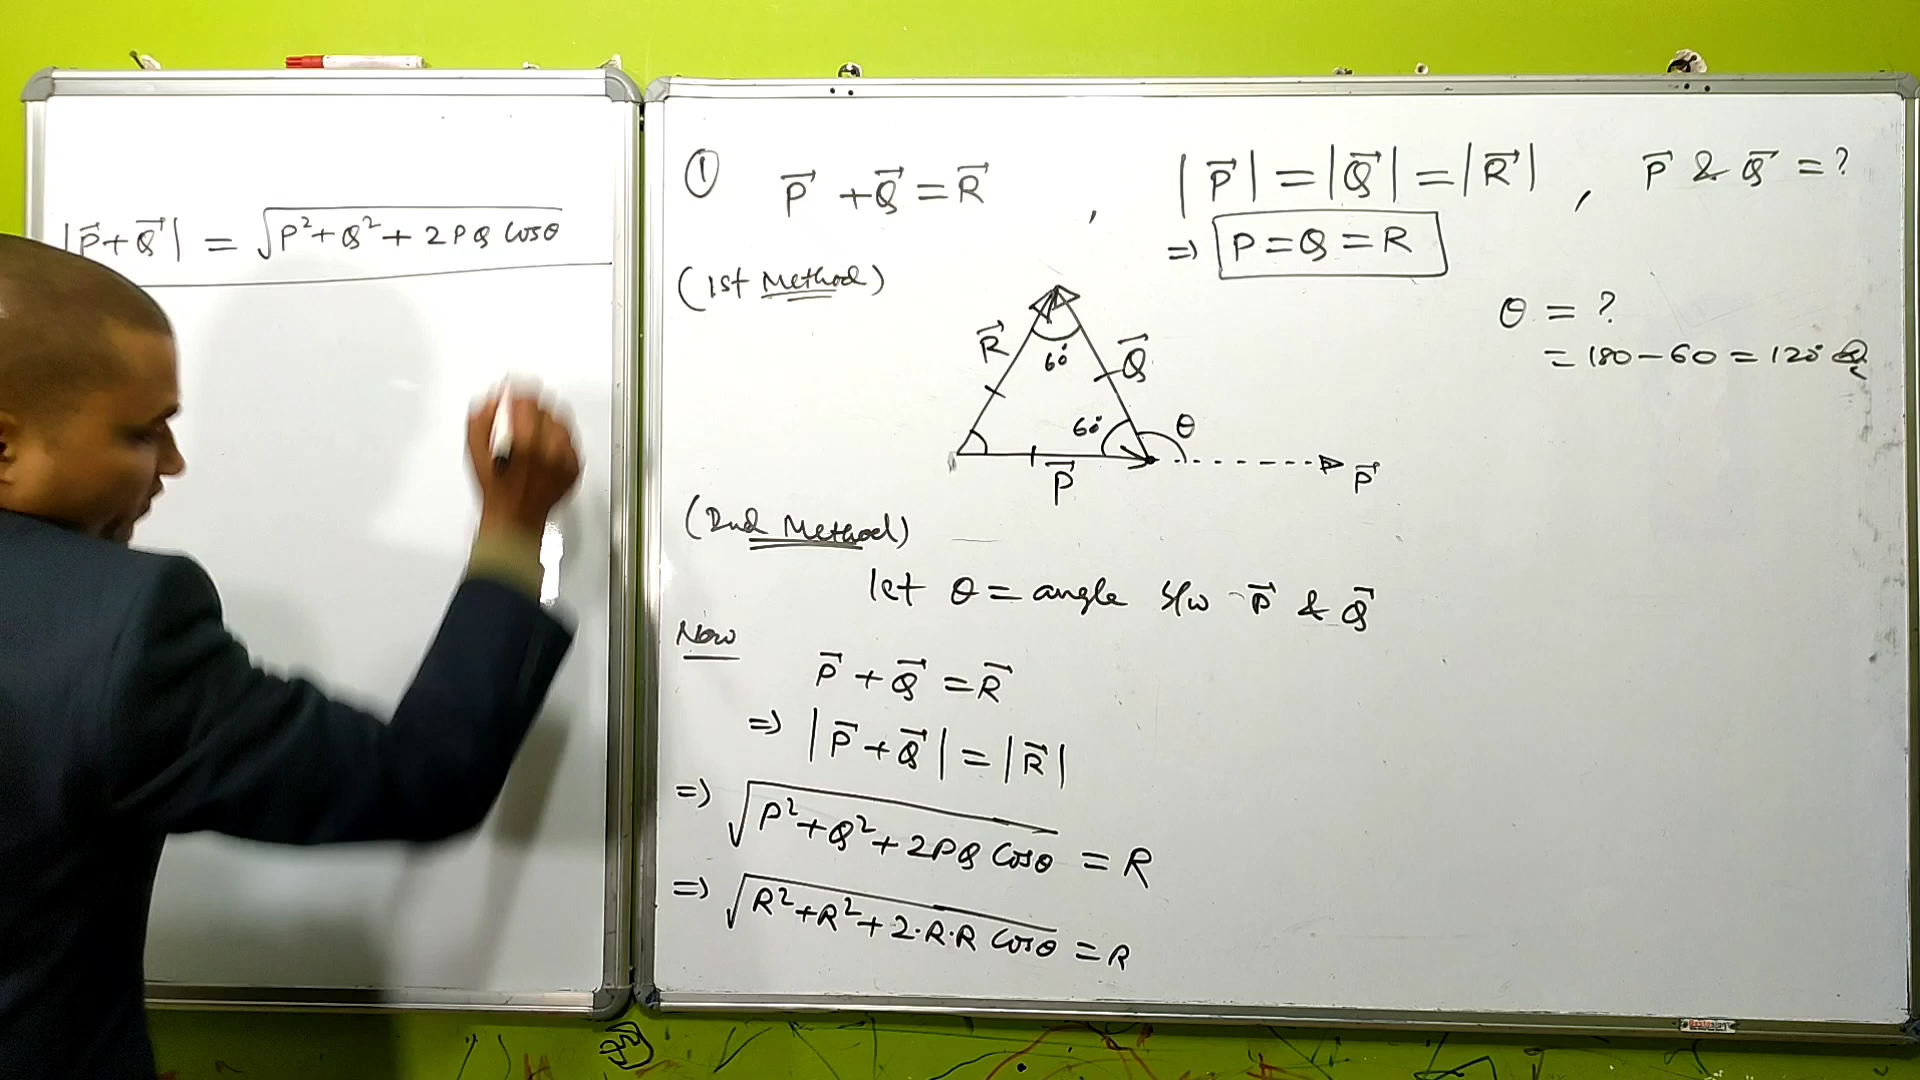 |P⃗+Q⃗| = √(P²+Q²+2PQ Cosθ)
① P⃗ +Q⃗ = R⃗ , |P⃗| = |Q⃗| = |R⃗| , P⃗ & Q⃗ = ?
⇒ P = Q = R
(1st Method)
θ = ?
= 180 - 60 = 120°
R⃗ 60° Q⃗
60° θ
P⃗ P⃗
(2nd Method)
let θ = angle b/w P⃗ & Q⃗
Now
P⃗ + Q⃗ = R⃗
⇒ |P⃗ + Q⃗| = |R⃗|
⇒ √(P²+Q²+2PQ Cosθ) = R
⇒ √(R²+R²+2·R·R Cosθ) = R